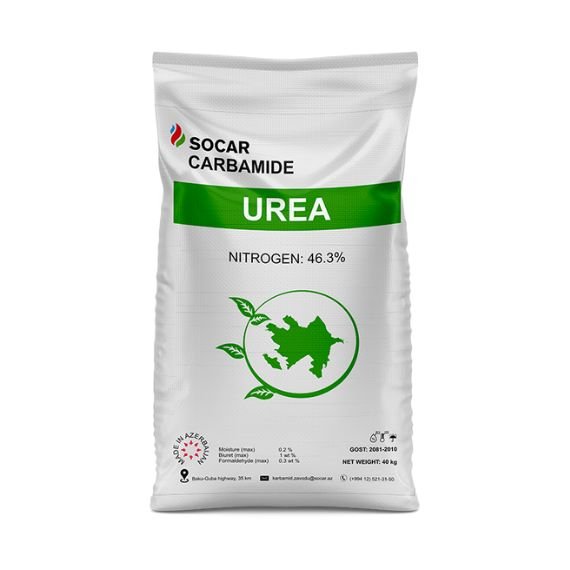 SOCAR
CARBAMIDE
UREA
NITROGEN: 46.3%
MADE IN AZERBAIJAN
Moisture (max) 0.2 %
Biuret (max) 1 wt %
Formaldehyde (max) 0.3 wt %
GOST: 2081-2010
NET WEIGHT: 40 kg
Baku-Guba highway, 35 km
karbamid.zavodu@socar.az
(+994 12) 521-31-50